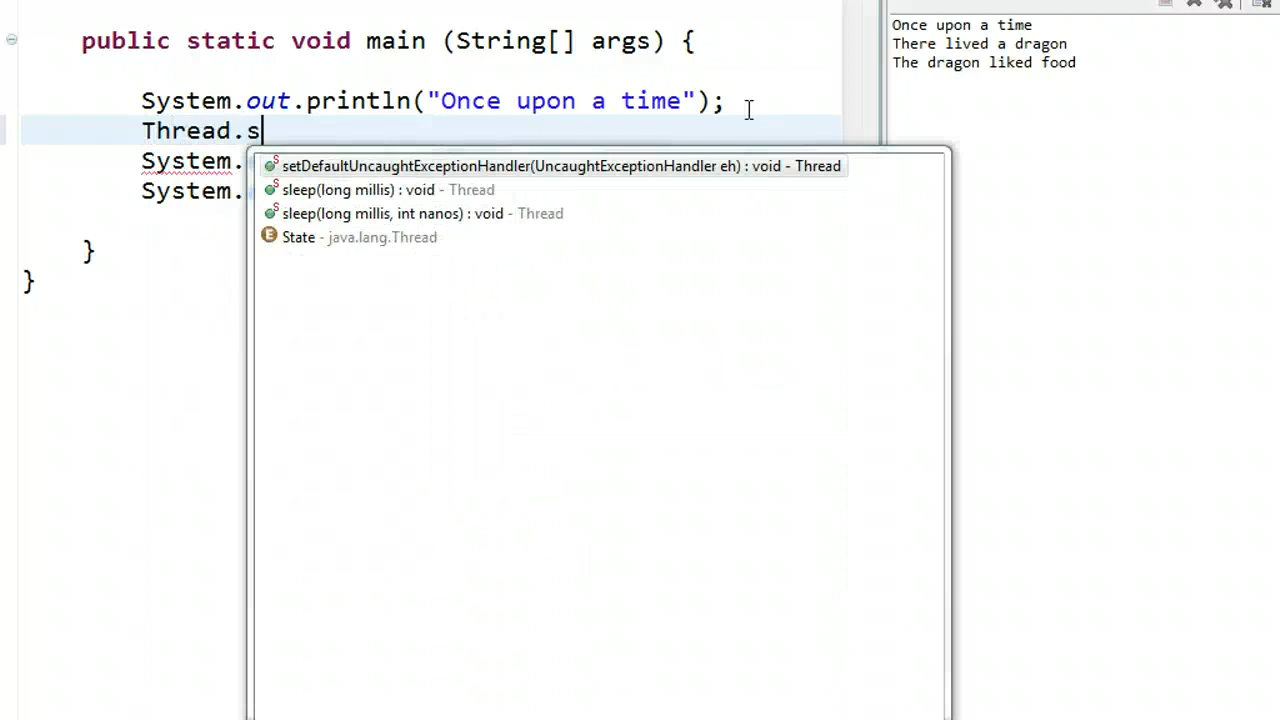 public static void main (String[] args) {
System.out.println("Once upon a time");
Thread.s
System.
System.
}
}
setDefaultUncaughtExceptionHandler(UncaughtExceptionHandler eh) : void - Thread
sleep(long millis) : void - Thread
sleep(long millis, int nanos) : void - Thread
E State - java.lang.Thread
Once upon a time
There lived a dragon
The dragon liked food